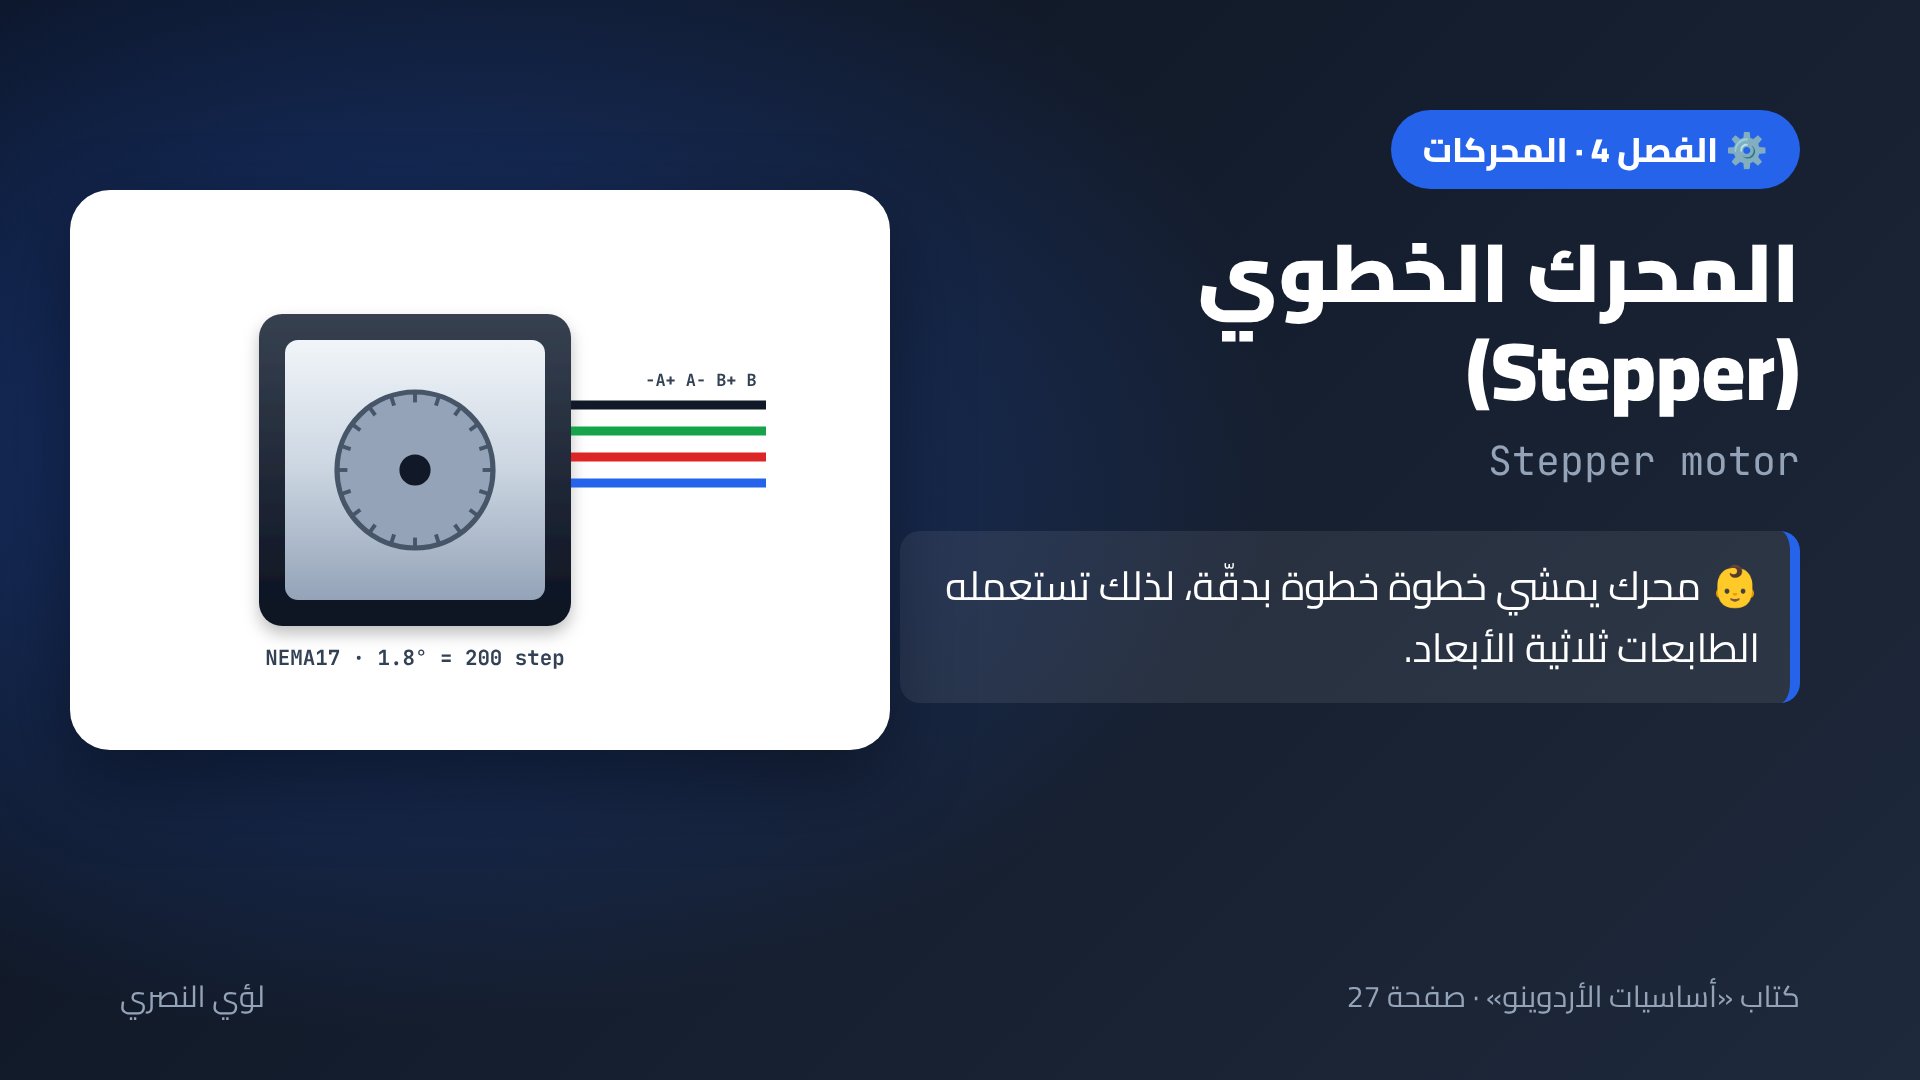 ⚙️ الفصل 4 · المحركات
المحرك الخطوي
(Stepper)
Stepper motor
👶 محرك يمشي خطوة خطوة بدقّة، لذلك تستعمله
الطابعات ثلاثية الأبعاد.
-A+ A- B+ B
NEMA17 · 1.8° = 200 step
كتاب «أساسيات الأردوينو» · صفحة 27
لؤي النصري